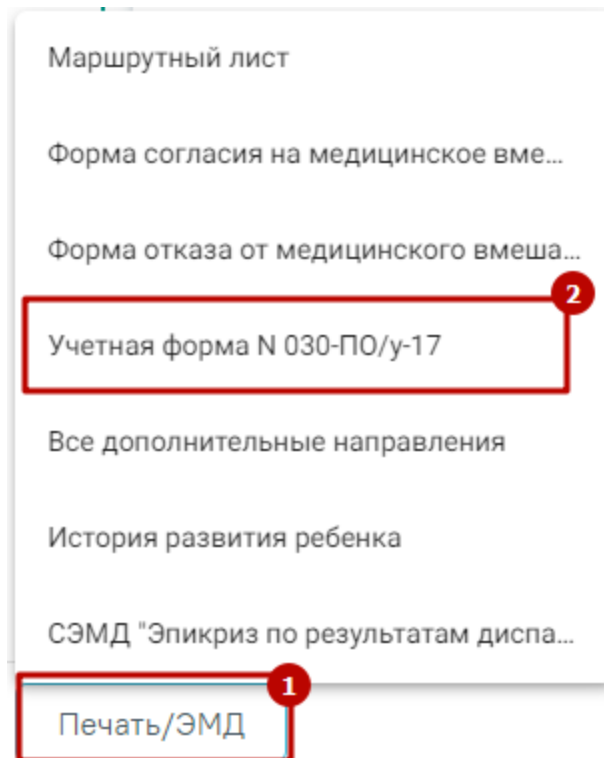 Маршрутный лист
Форма согласия на медицинское вме...
Форма отказа от медицинского вмеша...
2
Учетная форма N 030-ПО/у-17
Все дополнительные направления
История развития ребенка
СЭМД "Эпикриз по результатам диспа...
1
Печать/ЭМД